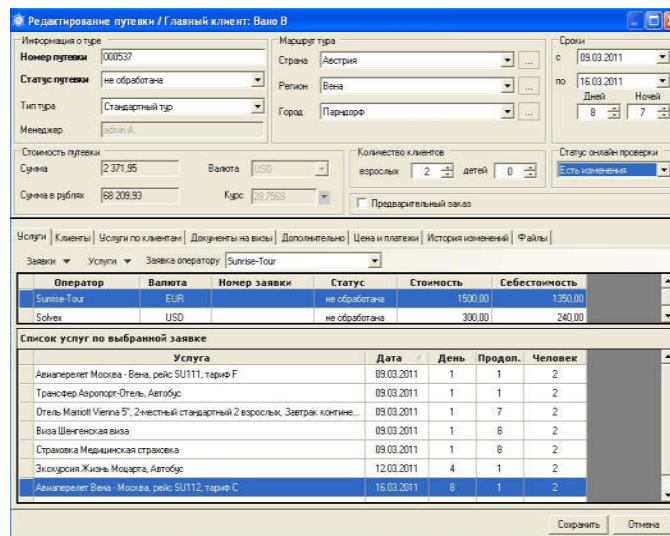 Редактирование путевки / Главный клиент: Вано В
Информация о туре
Номер путевки 000537
Статус путевки не обработана
Тип тура Стандартный тур
Менеджер admin A.
Маршрут тура
Страна Австрия ...
Регион Вена ...
Город Парндорф ...
Сроки
с 09.03.2011
по 16.03.2011
Дней Ночей
8 7
Стоимость путевки
Сумма 2 371,95 Валюта USD
Сумма в рублях 68 209,93 Курс 28,7569
Количество клиентов
взрослых 2 детей 0
Предварительный заказ
Статус онлайн проверки
Есть изменения
Услуги Клиенты Услуги по клиентам Документы на визы Дополнительно Цена и платежи История изменений Файлы
Заявки Услуги Заявка оператору Sunrise-Tour
Оператор Валюта Номер заявки Статус Стоимость Себестоимость
Sunrise-Tour EUR не обработана 1500,00 1350,00
Solvex USD не обработана 300,00 240,00
Список услуг по выбранной заявке
Услуга Дата День Продол. Человек
Авиаперелет Москва - Вена, рейс SU111, тариф F 09.03.2011 1 1 2
Трансфер Аэропорт-Отель, Автобус 09.03.2011 1 1 2
Отель Marriott Vienna 5*, 2-местный стандартный 2 взрослых, Завтрак контине... 09.03.2011 1 7 2
Виза Шенгенская виза 09.03.2011 1 8 2
Страховка Медицинская страховка 09.03.2011 1 8 2
Экскурсия Жизнь Моцарта, Автобус 12.03.2011 4 1 2
Авиаперелет Вена - Москва, рейс SU112, тариф C 16.03.2011 8 1 2
Сохранить Отмена